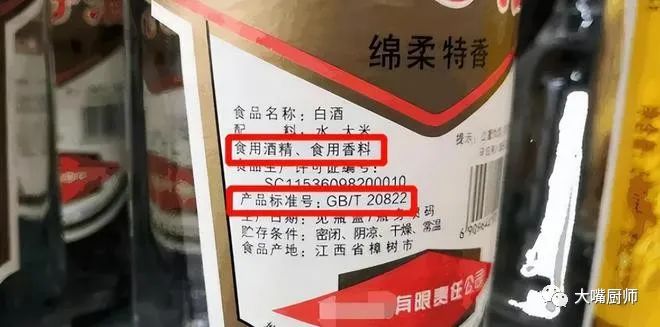 绵柔特香
食品名称：白酒
配 料：水、大米
食用酒精、食用香料
食品生产许可证编号：
SC11536098200010
产品标准号：GB/T 20822
生产日期：见瓶盖/瓶身喷码
贮存条件：密闭、阴凉、干燥、常温
食品产地：江西省樟树市
提示：
有限责任公司
大嘴厨师